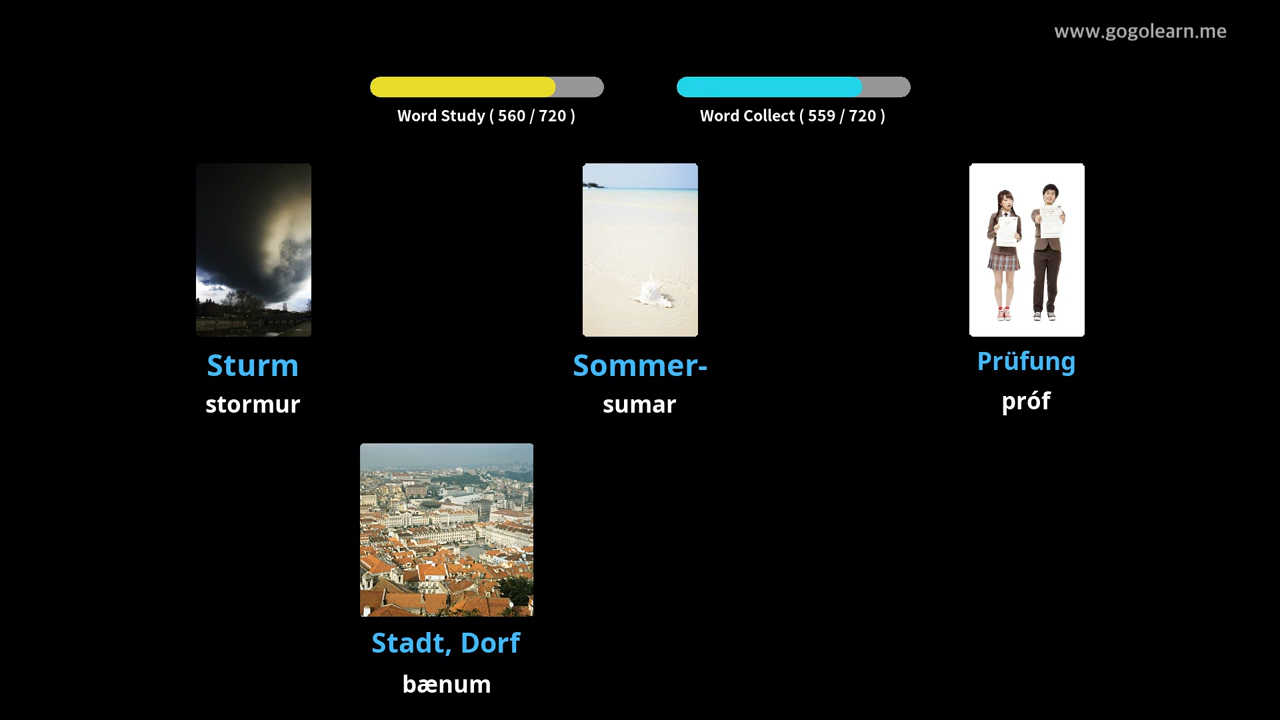 www.gogolearn.me
Word Study ( 560 / 720 )
Word Collect ( 559 / 720 )
Sturm
stormur
Sommer-
sumar
Prüfung
próf
Stadt, Dorf
bænum